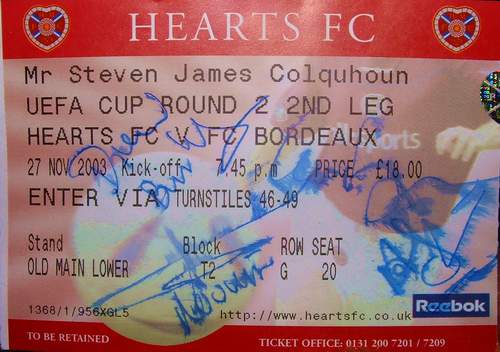 HEARTS FC
Mr Steven James Colquhoun
UEFA CUP ROUND 2 2ND LEG
HEARTS FC V FC BORDEAUX
27 NOV 2003 Kick-off 7.45 p.m PRICE £18.00
ENTER VIA TURNSTILES 46-49
Stand Block ROW SEAT
OLD MAIN LOWER T2 G 20
1368/1/956XGL5 http://www.heartsfc.co.uk
Reebok
TO BE RETAINED TICKET OFFICE: 0131 200 7201 / 7209